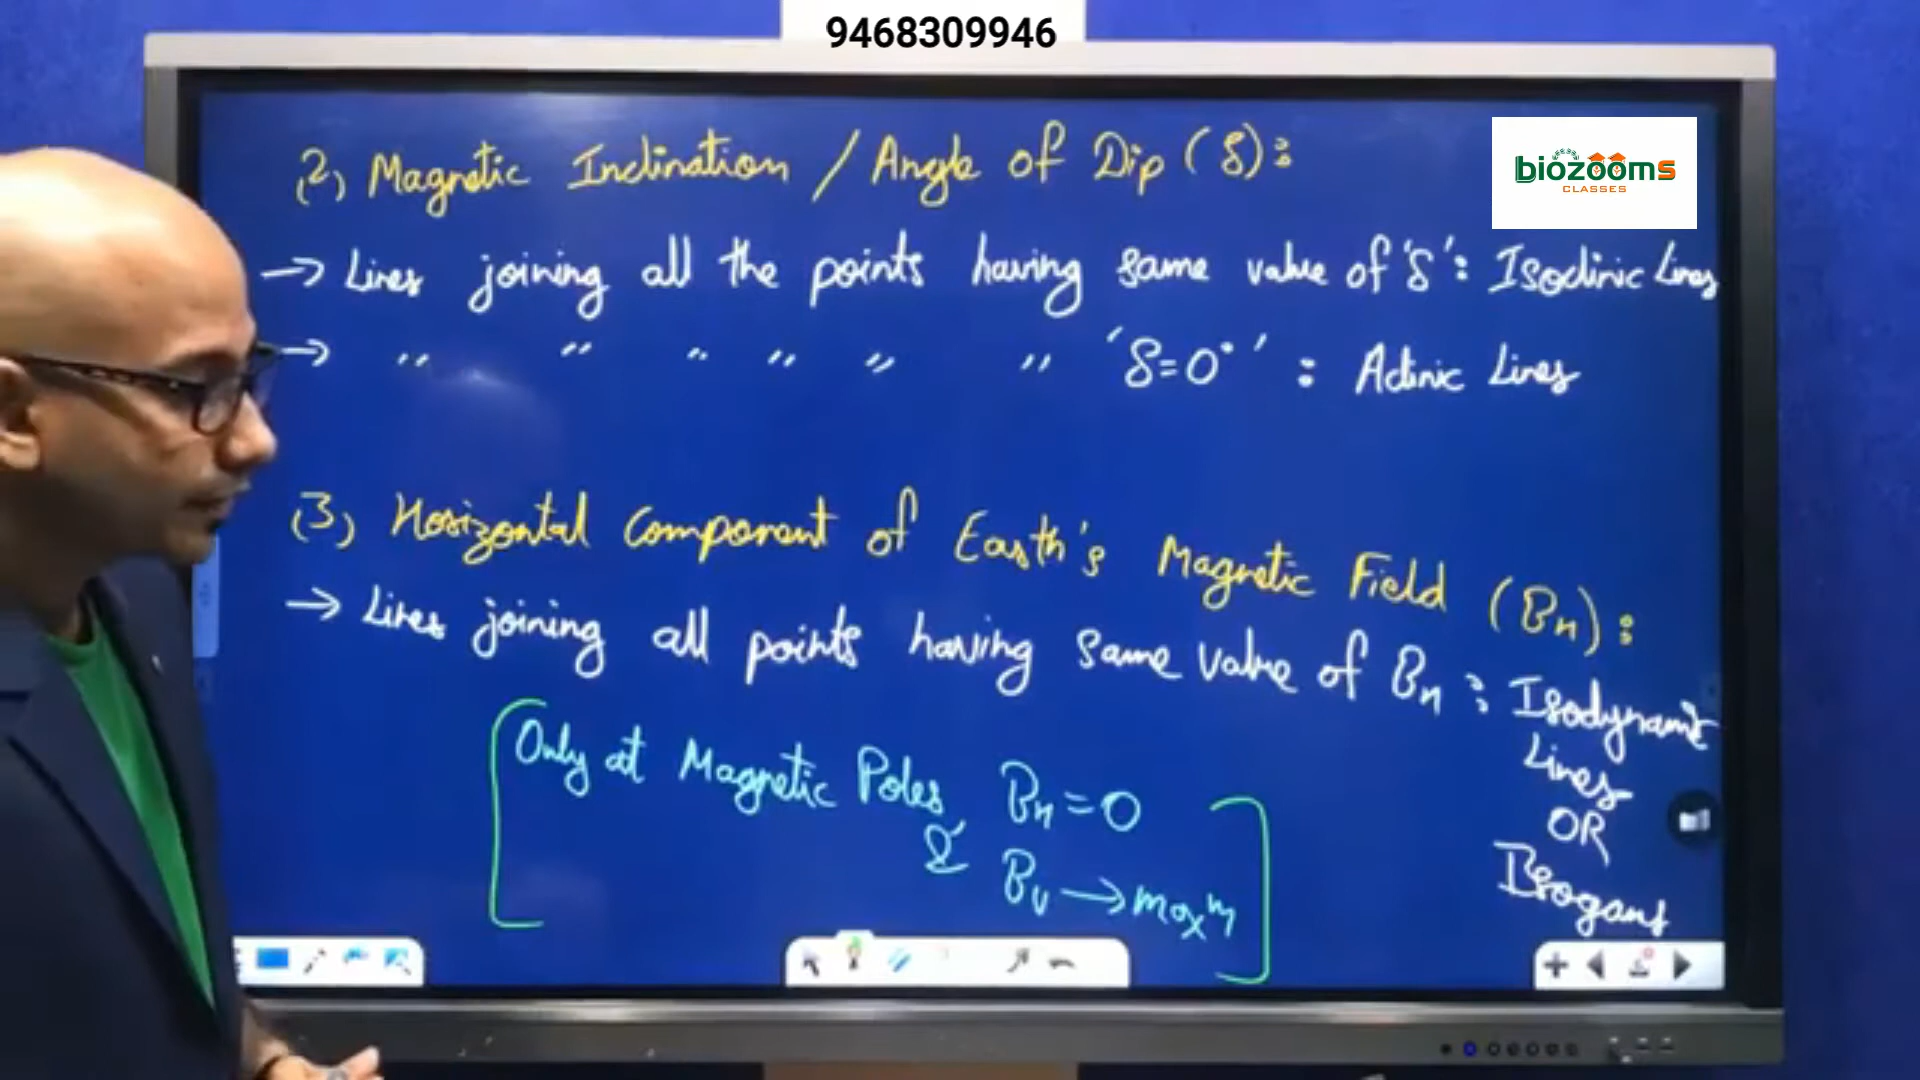 9468309946
biozooms
CLASSES
(2) Magnetic Inclination / Angle of Dip (δ):
→ Lines joining all the points having same value of 'δ': Isoclinic Lines
→ " " " " " " 'δ=0°' : Aclinic Lines
(3) Horizontal Component of Earth's Magnetic Field (BH):
→ Lines joining all points having same value of BH : Isodynamic
Lines
OR
Isogams
[Only at Magnetic Poles BH = 0
& BV → maxm]